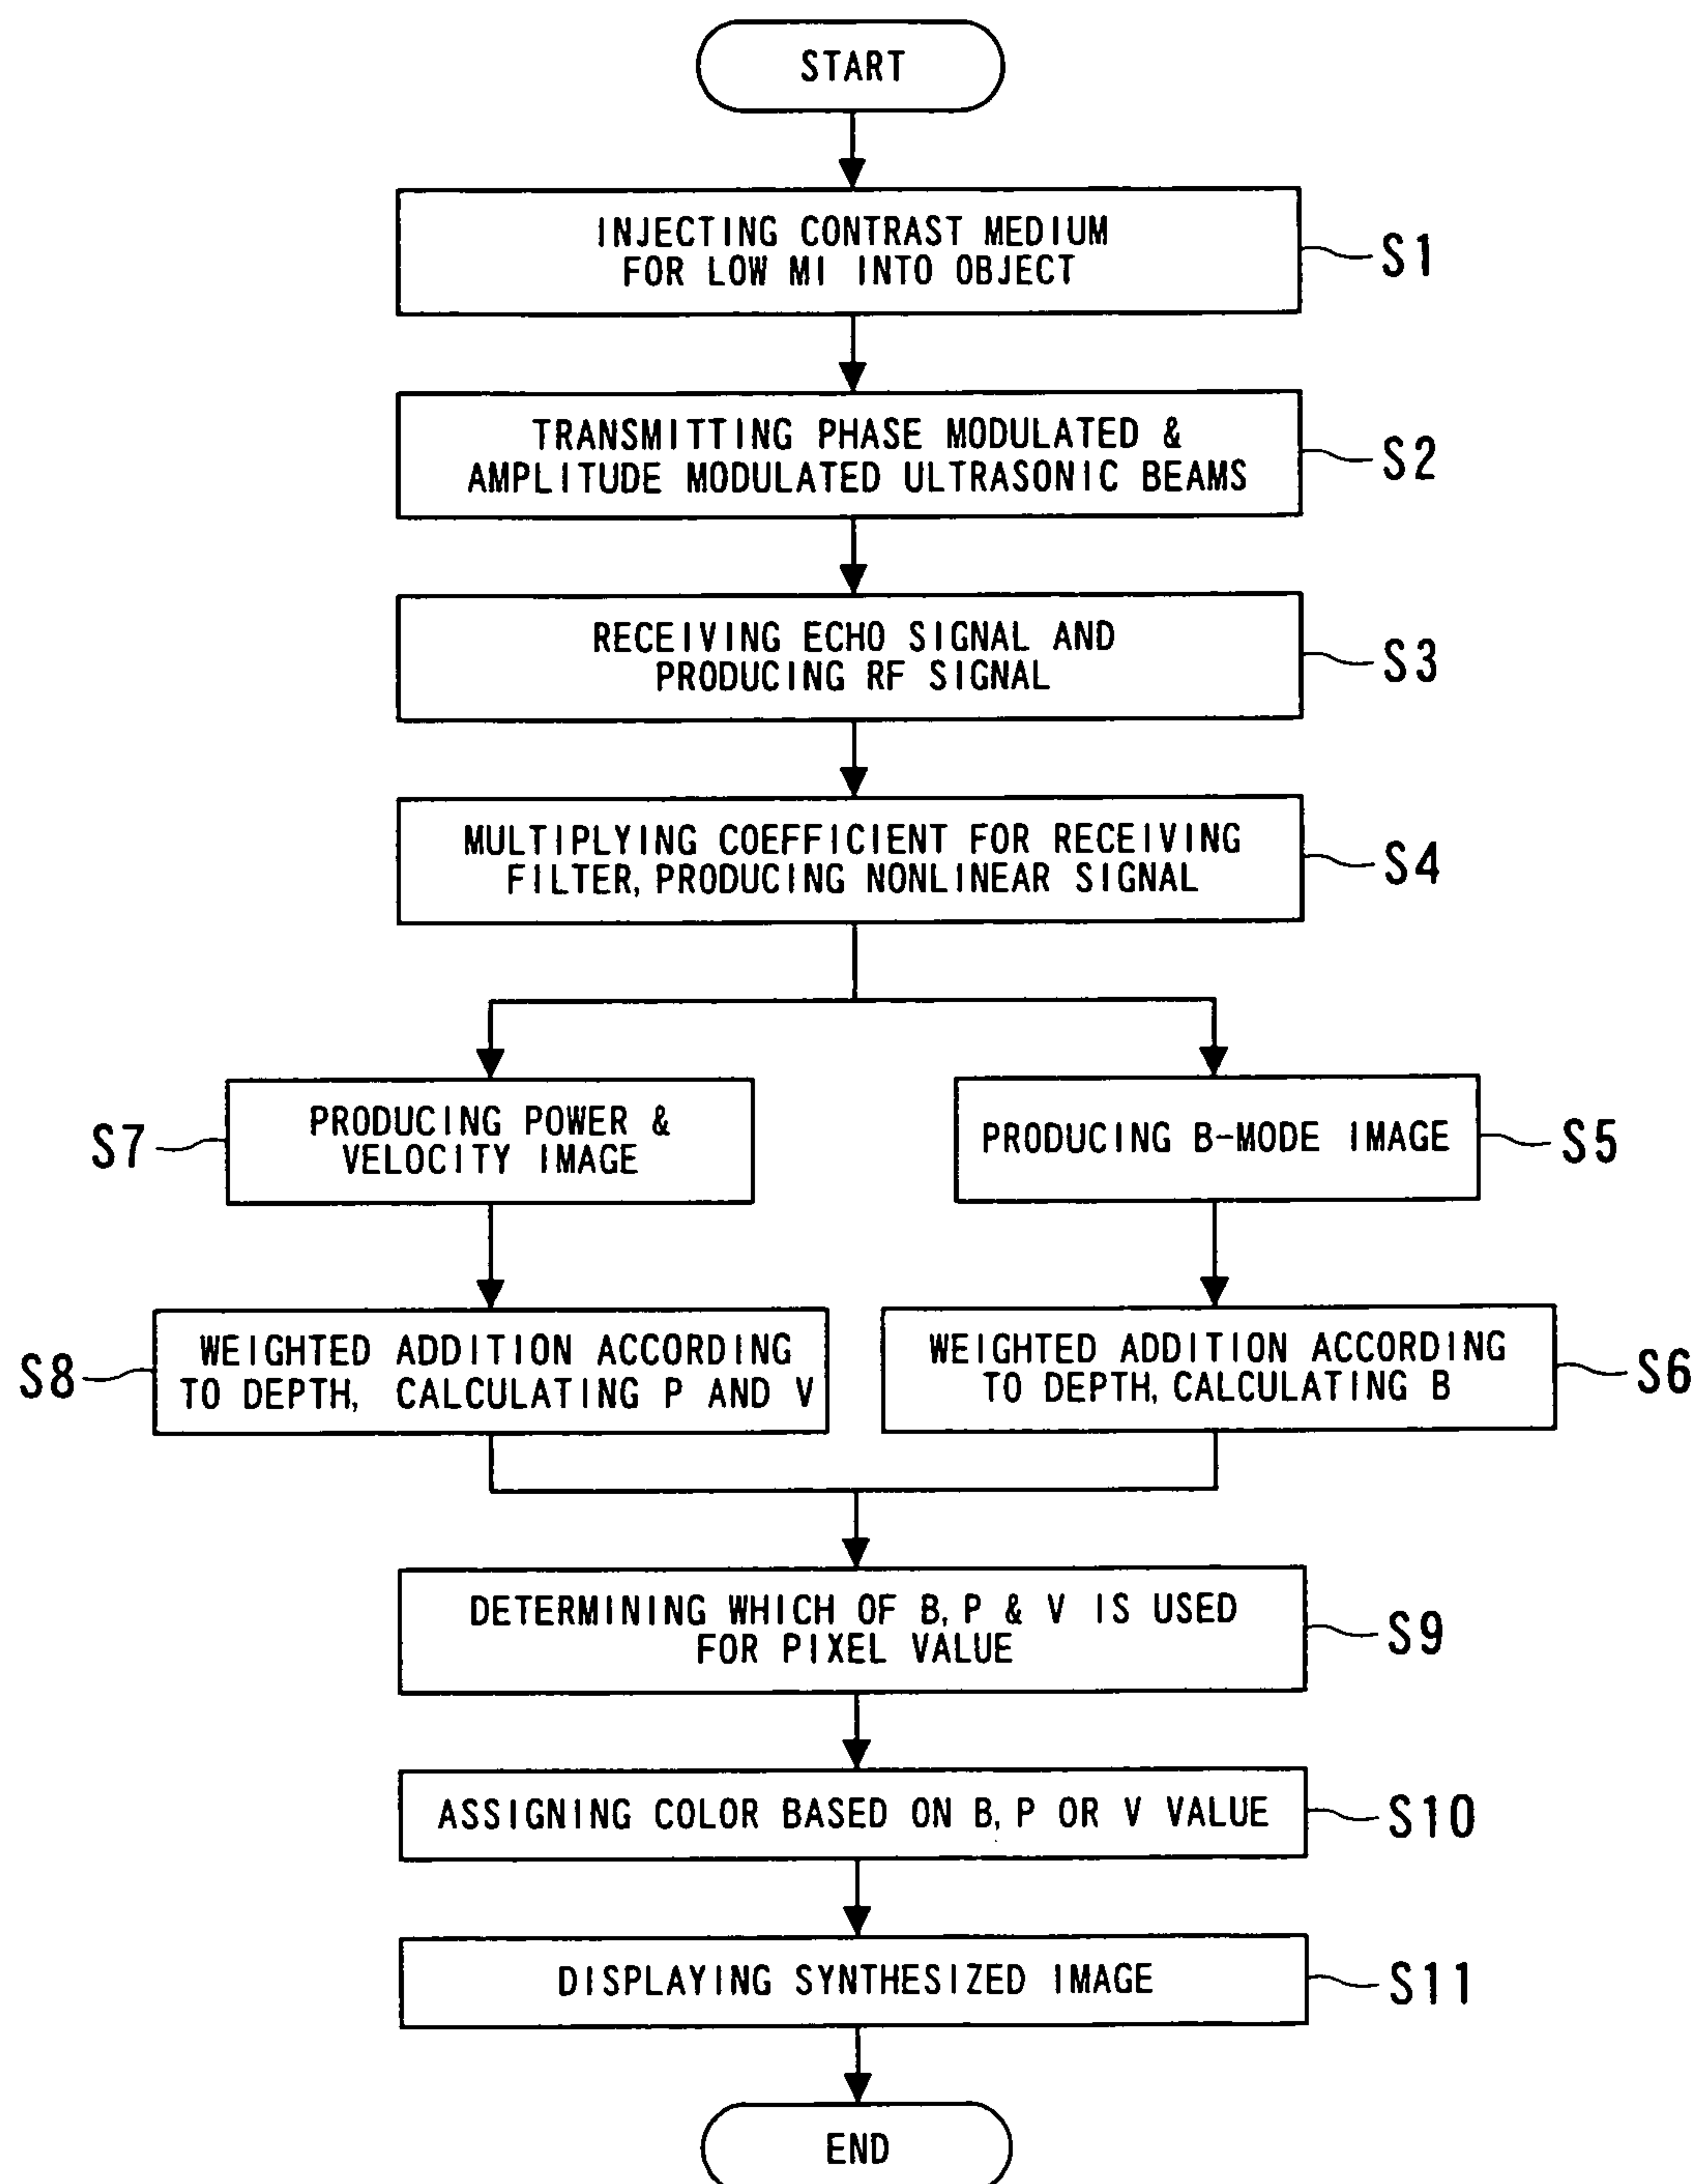 START
INJECTING CONTRAST MEDIUM
FOR LOW MI INTO OBJECT
S1
TRANSMITTING PHASE MODULATED &
AMPLITUDE MODULATED ULTRASONIC BEAMS
S2
RECEIVING ECHO SIGNAL AND
PRODUCING RF SIGNAL
S3
MULTIPLYING COEFFICIENT FOR RECEIVING
FILTER, PRODUCING NONLINEAR SIGNAL
S4
S7
PRODUCING POWER &
VELOCITY IMAGE
PRODUCING B-MODE IMAGE
S5
S8
WEIGHTED ADDITION ACCORDING
TO DEPTH, CALCULATING P AND V
WEIGHTED ADDITION ACCORDING
TO DEPTH, CALCULATING B
S6
DETERMINING WHICH OF B, P & V IS USED
FOR PIXEL VALUE
S9
ASSIGNING COLOR BASED ON B, P OR V VALUE
S10
DISPLAYING SYNTHESIZED IMAGE
S11
END